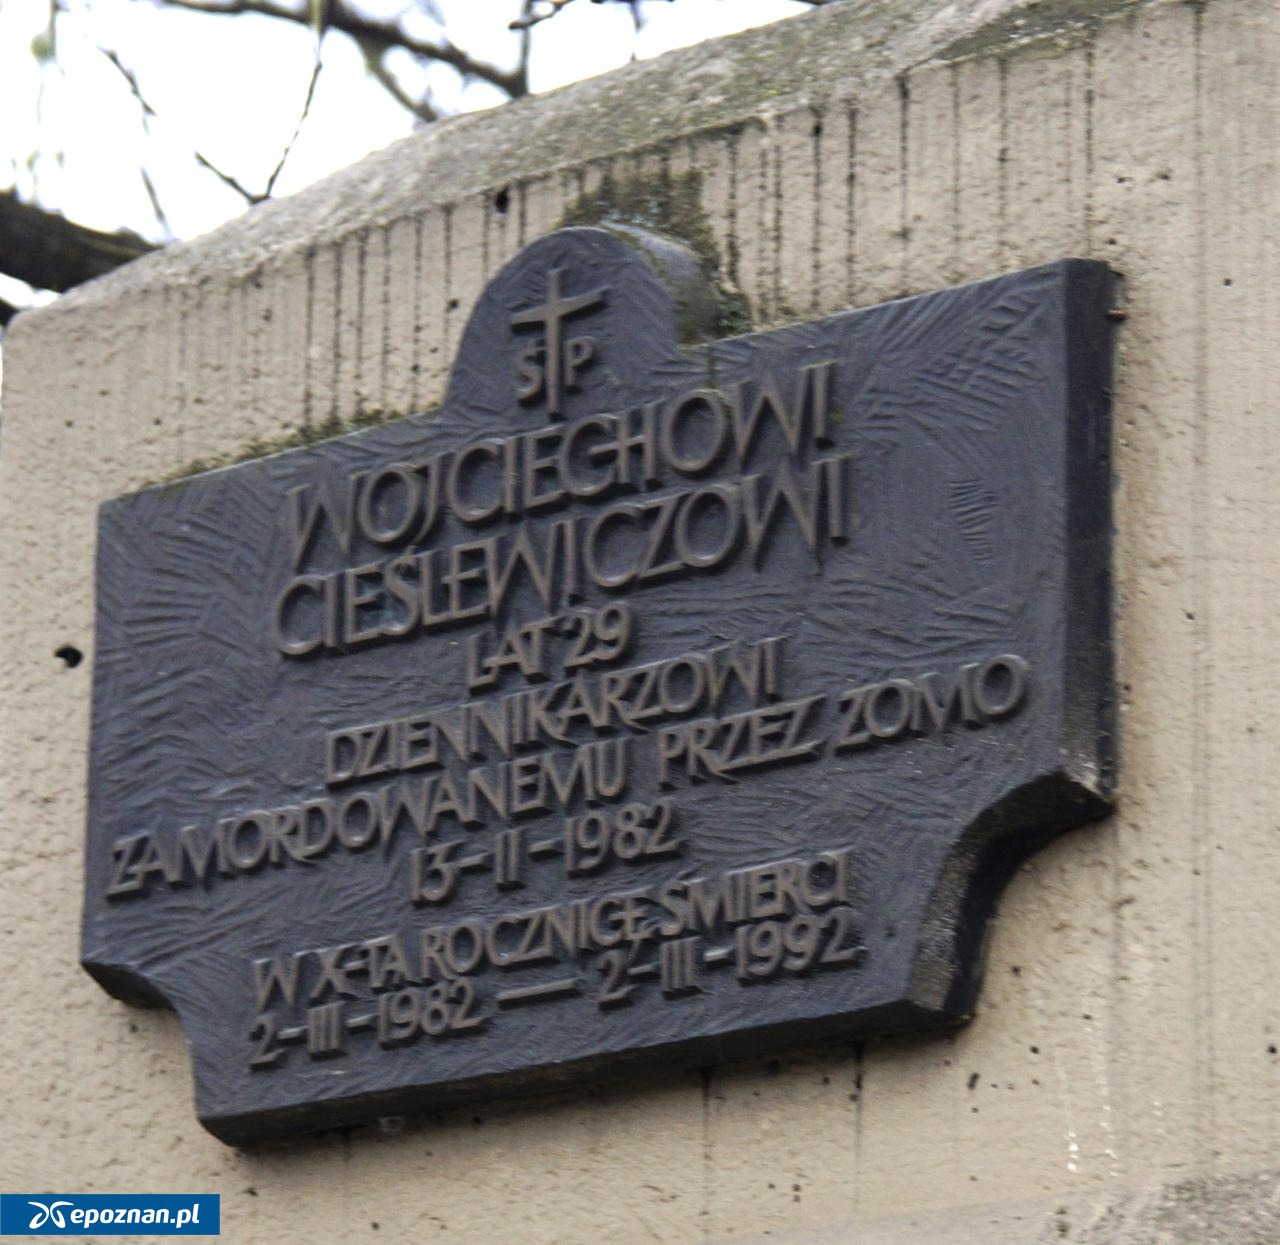 Ś P
WOJCIECHOWI
CIEŚLEWICZOWI
LAT 29
DZIENNIKARZOWI
ZAMORDOWANEMU PRZEZ ZOMO
13-II-1982
W X-TĄ ROCZNICĘ ŚMIERCI
2-III-1982 — 2-III-1992
epoznan.pl